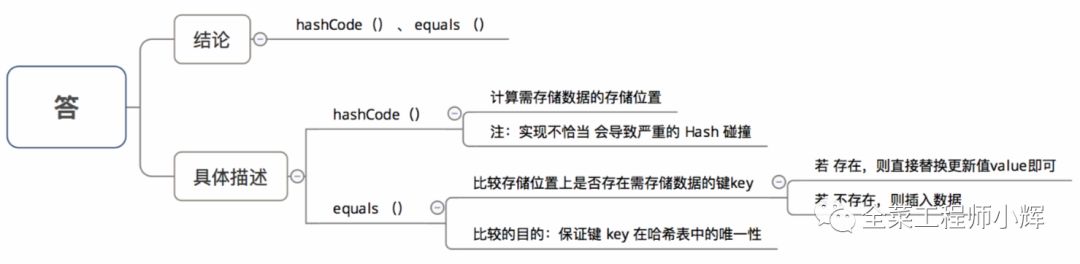 答
结论
hashCode（） 、 equals （）
具体描述
hashCode（）
计算需存储数据的存储位置
注：实现不恰当 会导致严重的 Hash 碰撞
equals （）
比较存储位置上是否存在需存储数据的键key
若 存在，则直接替换更新值value即可
若 不存在，则插入数据
比较的目的：保证键 key 在哈希表中的唯一性
全菜工程师小辉